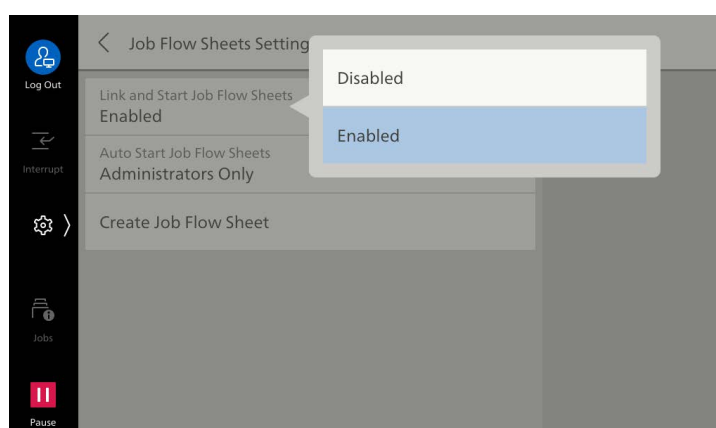 Job Flow Sheets Setting
Log Out
Link and Start Job Flow Sheets
Enabled
Disabled
Enabled
Auto Start Job Flow Sheets
Administrators Only
Interrupt
Create Job Flow Sheet
Jobs
Pause